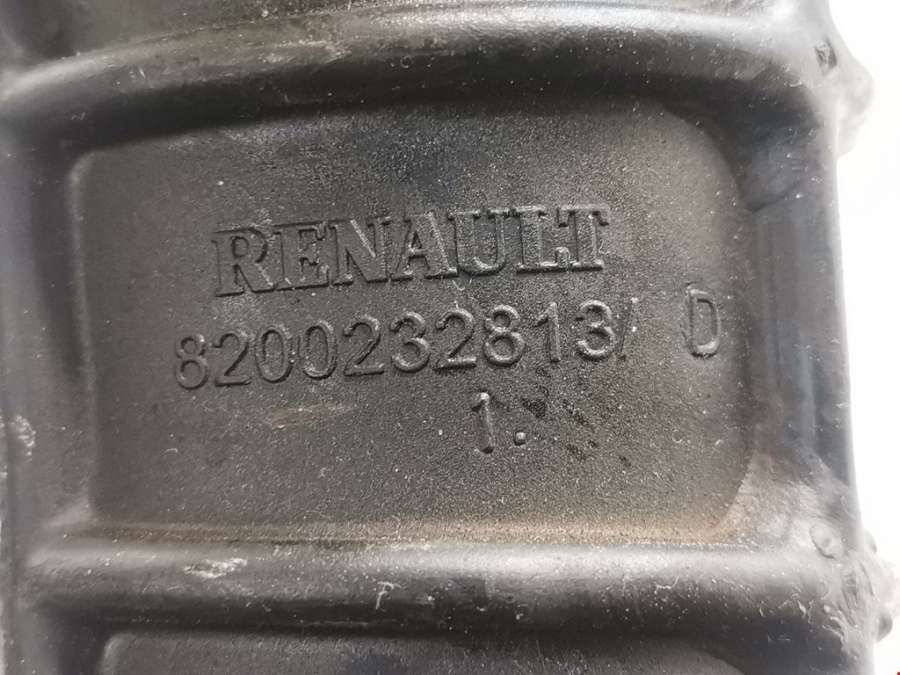 RENAULT
8200232813/ D
1.